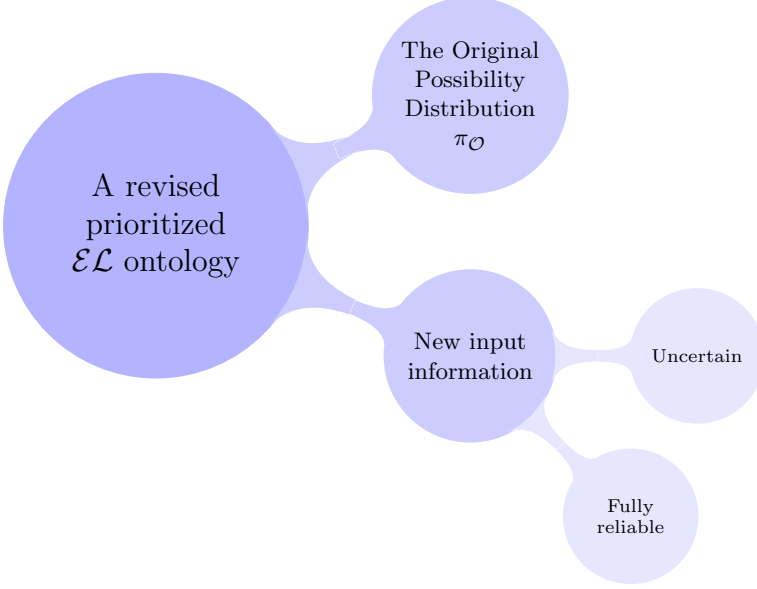 The Original
Possibility
Distribution
π𝒪
A revised
prioritized
ℰℒ ontology
New input
information
Uncertain
Fully
reliable